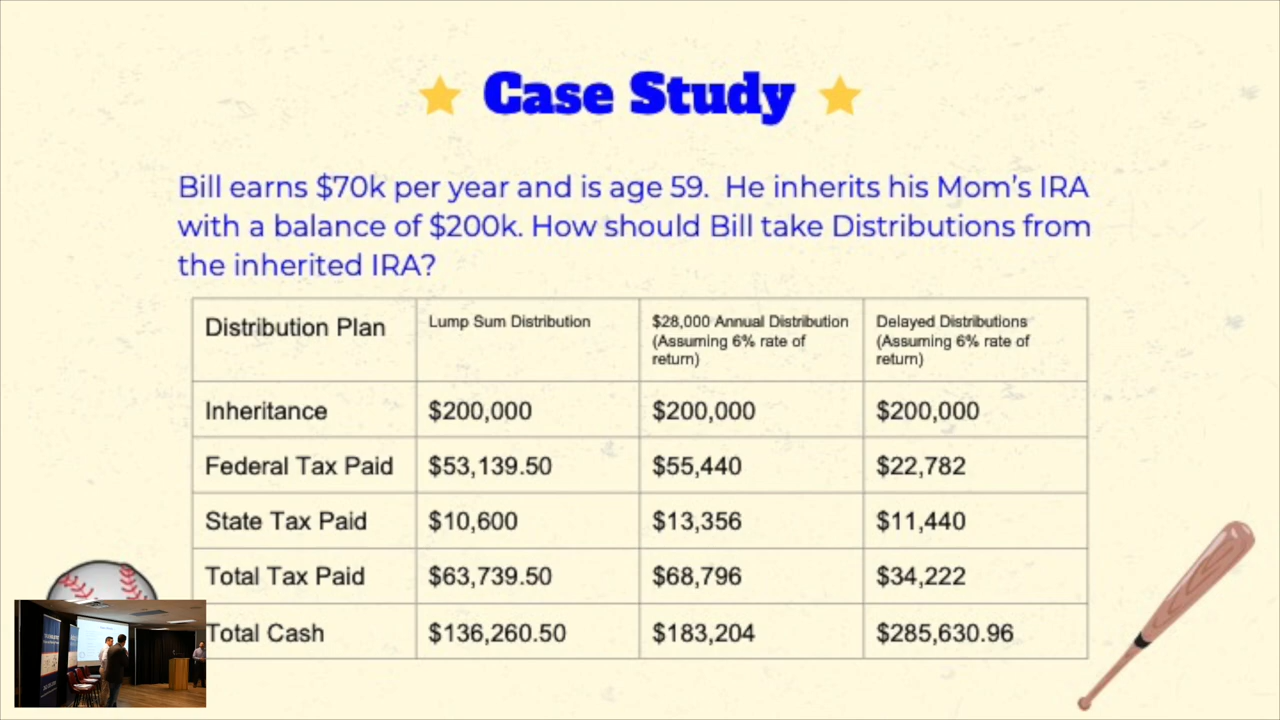 Case Study
Bill earns $70k per year and is age 59. He inherits his Mom’s IRA
with a balance of $200k. How should Bill take Distributions from
the inherited IRA?
Distribution Plan
Lump Sum Distribution
$28,000 Annual Distribution
(Assuming 6% rate of
return)
Delayed Distributions
(Assuming 6% rate of
return)
Inheritance $200,000 $200,000 $200,000
Federal Tax Paid $53,139.50 $55,440 $22,782
State Tax Paid $10,600 $13,356 $11,440
Total Tax Paid $63,739.50 $68,796 $34,222
Total Cash $136,260.50 $183,204 $285,630.96